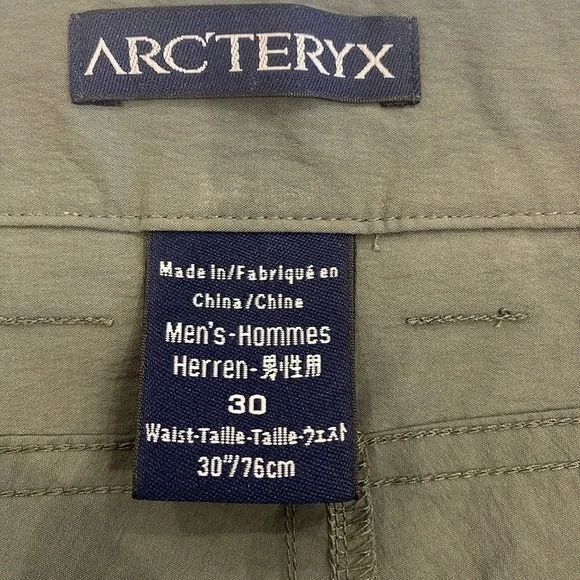 ARC'TERYX
Made in/Fabriqué en
China/Chine
Men's-Hommes
Herren-男性用
30
Waist-Taille-Taille-ウェスト
30"/76cm